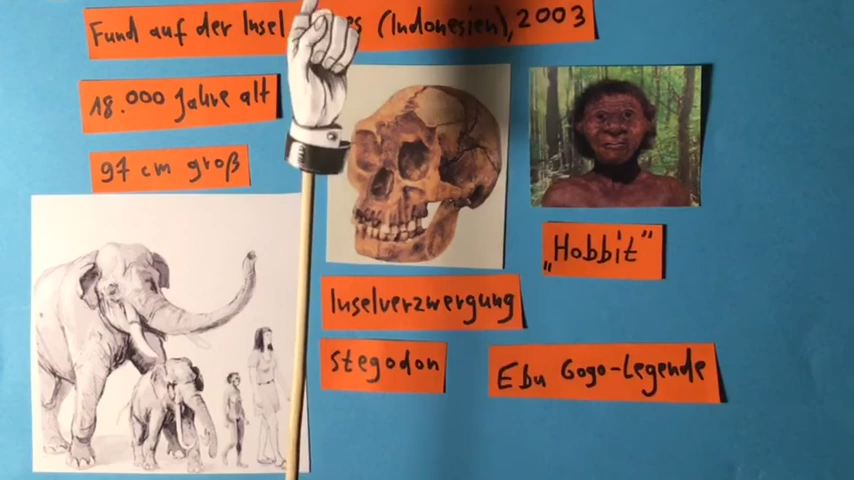 Fund auf der Insel es (Indonesien), 2003
18.000 Jahre alt
97 cm groß
„Hobbit”
Inselverzwergung
Stegodon
Ebu Gogo-Legende